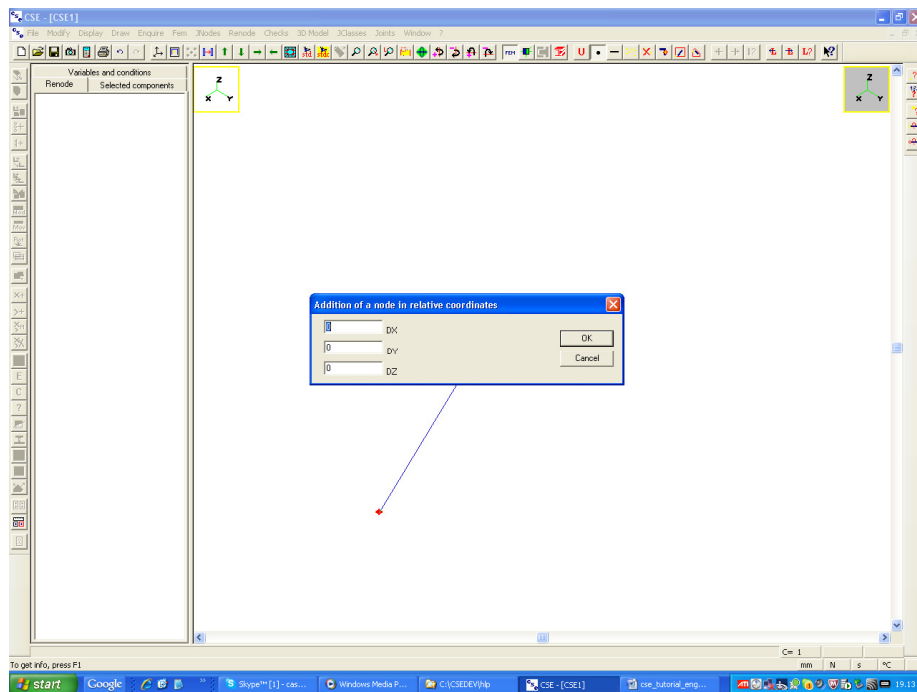 CSE - [CSE1]
File Modify Display Draw Enquire Fem JNodes Renode Checks 3D Model JClasses Joints Window ?
Variables and conditions
Renode Selected components
Z
X Y
Z
X Y
Addition of a node in relative coordinates
0 DX
OK
0 DY
Cancel
0 DZ
C= 1
To get info, press F1
mm N s °C
start Google Skype™ [1] - cas... Windows Media P... C:\CSEDEV\hlp CSE - [CSE1] cse_tutorial_eng... 19.13